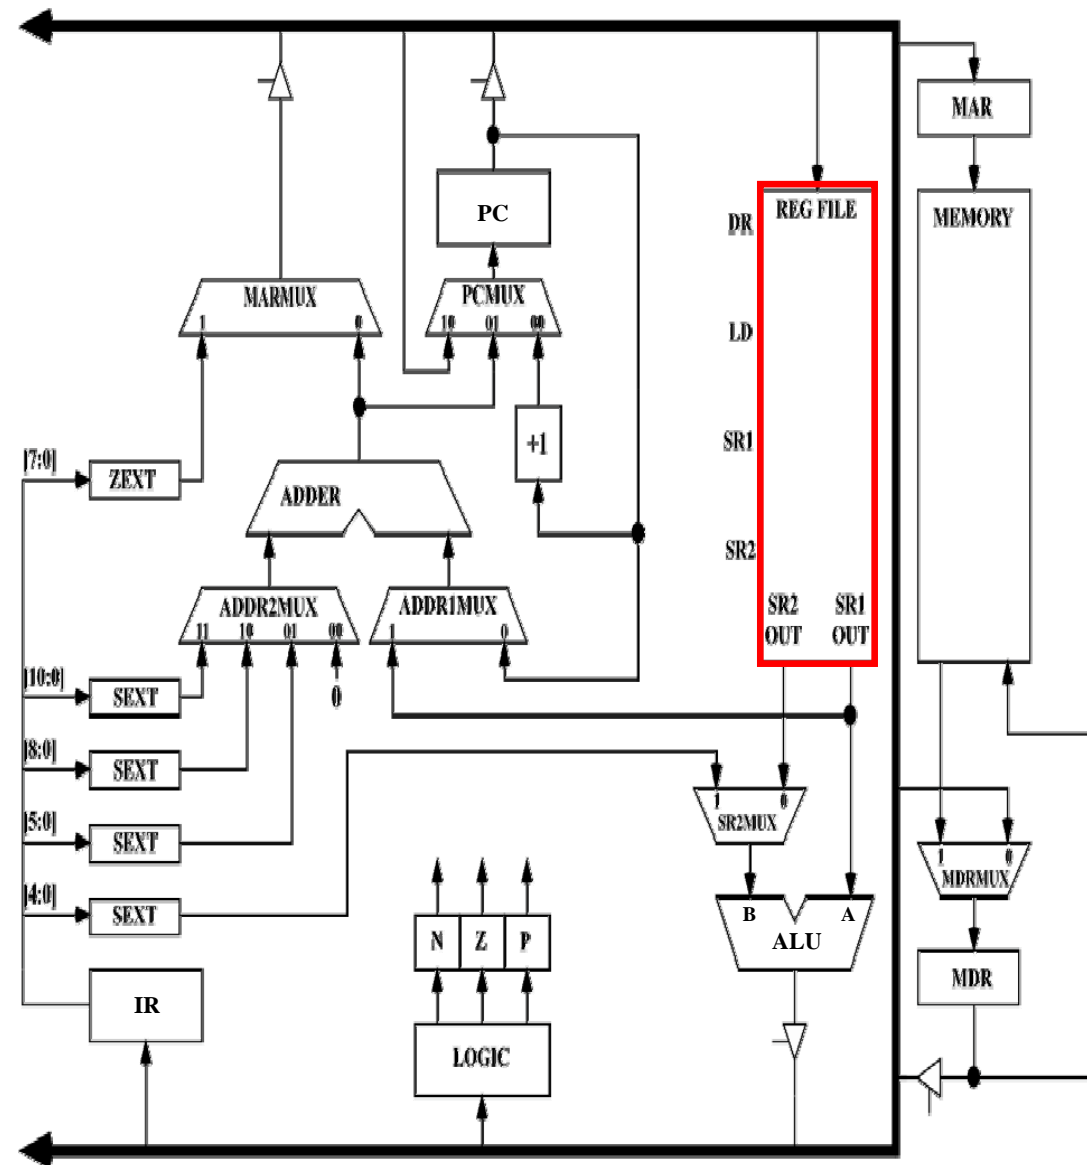 MAR
PC
REG FILE
DR
MEMORY
MARMUX
1 0
PCMUX
10 01 00
LD
+1
SR1
[7:0]
ZEXT
ADDER
SR2
SR2 OUT
SR1 OUT
ADDR2MUX
11 10 01 00
ADDR1MUX
1 0
0
[10:0]
SEXT
[8:0]
SEXT
[5:0]
SEXT
[4:0]
SEXT
1 0
SR2MUX
1 0
MDRMUX
B A
ALU
N Z P
MDR
IR
LOGIC